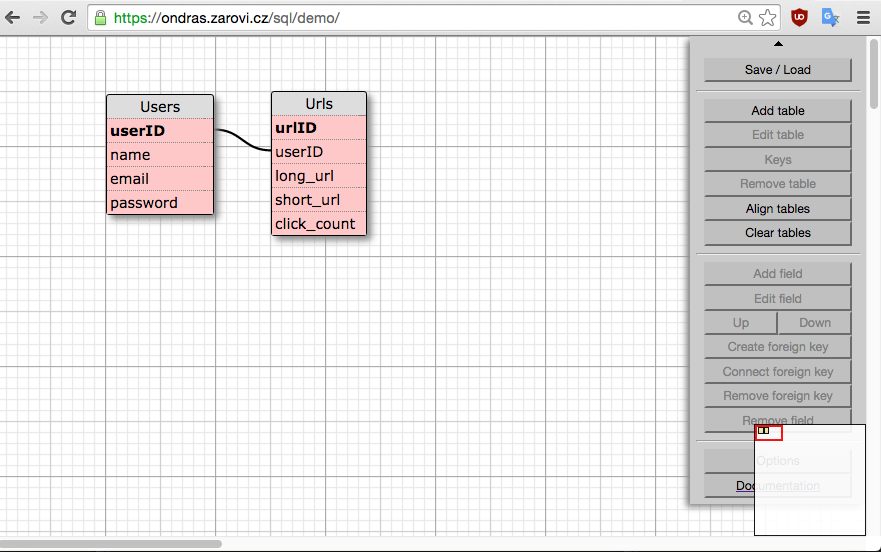 https://ondras.zarovi.cz/sql/demo/
Users
userID
name
email
password
Urls
urlID
userID
long_url
short_url
click_count
Save / Load
Add table
Edit table
Keys
Remove table
Align tables
Clear tables
Add field
Edit field
Up Down
Create foreign key
Connect foreign key
Remove foreign key
Remove field
Options
Documentation